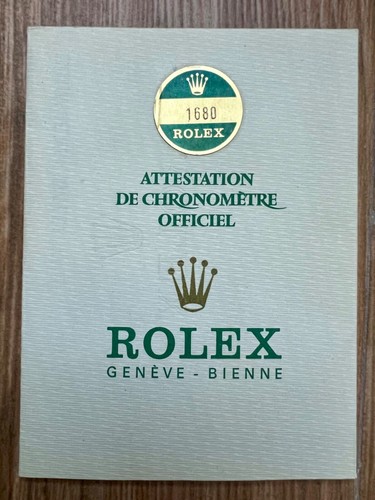 1680
ROLEX
ATTESTATION
DE CHRONOMÈTRE
OFFICIEL
ROLEX
GENÈVE - BIENNE